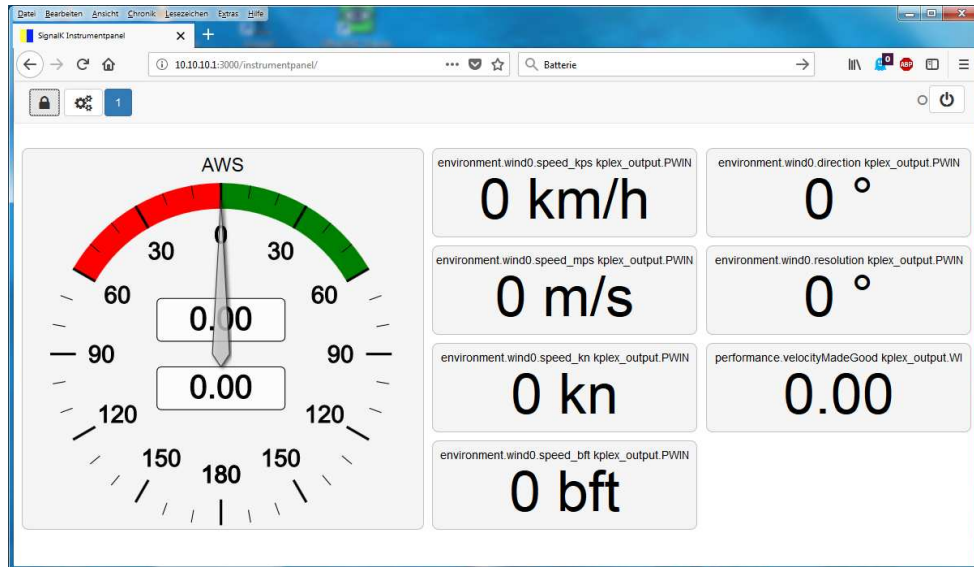 Datei Bearbeiten Ansicht Chronik Lesezeichen Extras Hilfe
SignalK Instrumentpanel
10.10.10.1:3000/instrumentpanel/
Batterie
0
ABP
1
AWS
0
30 30
60 60
90 90
120 120
150 150
180
0.00
0.00
environment.wind0.speed_kps kplex_output.PWIN
0 km/h
environment.wind0.direction kplex_output.PWIN
0 °
environment.wind0.speed_mps kplex_output.PWIN
0 m/s
environment.wind0.resolution kplex_output.PWIN
0 °
environment.wind0.speed_kn kplex_output.PWIN
0 kn
performance.velocityMadeGood kplex_output.WI
0.00
environment.wind0.speed_bft kplex_output.PWIN
0 bft